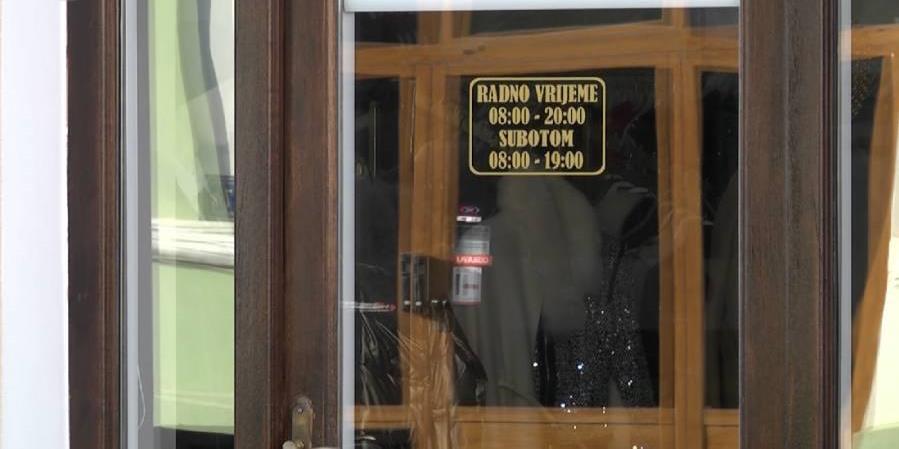 RADNO VRIJEME
08:00 - 20:00
SUBOTOM
08:00 - 19:00